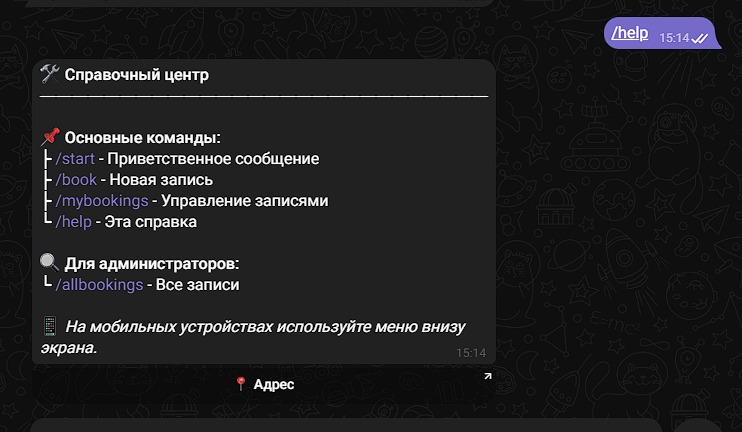 /help 15:14
🛠 Справочный центр
📌 Основные команды:
├ /start - Приветственное сообщение
├ /book - Новая запись
├ /mybookings - Управление записями
└ /help - Эта справка
🔍 Для администраторов:
└ /allbookings - Все записи
📱 На мобильных устройствах используйте меню внизу
экрана.
15:14
📍 Адрес